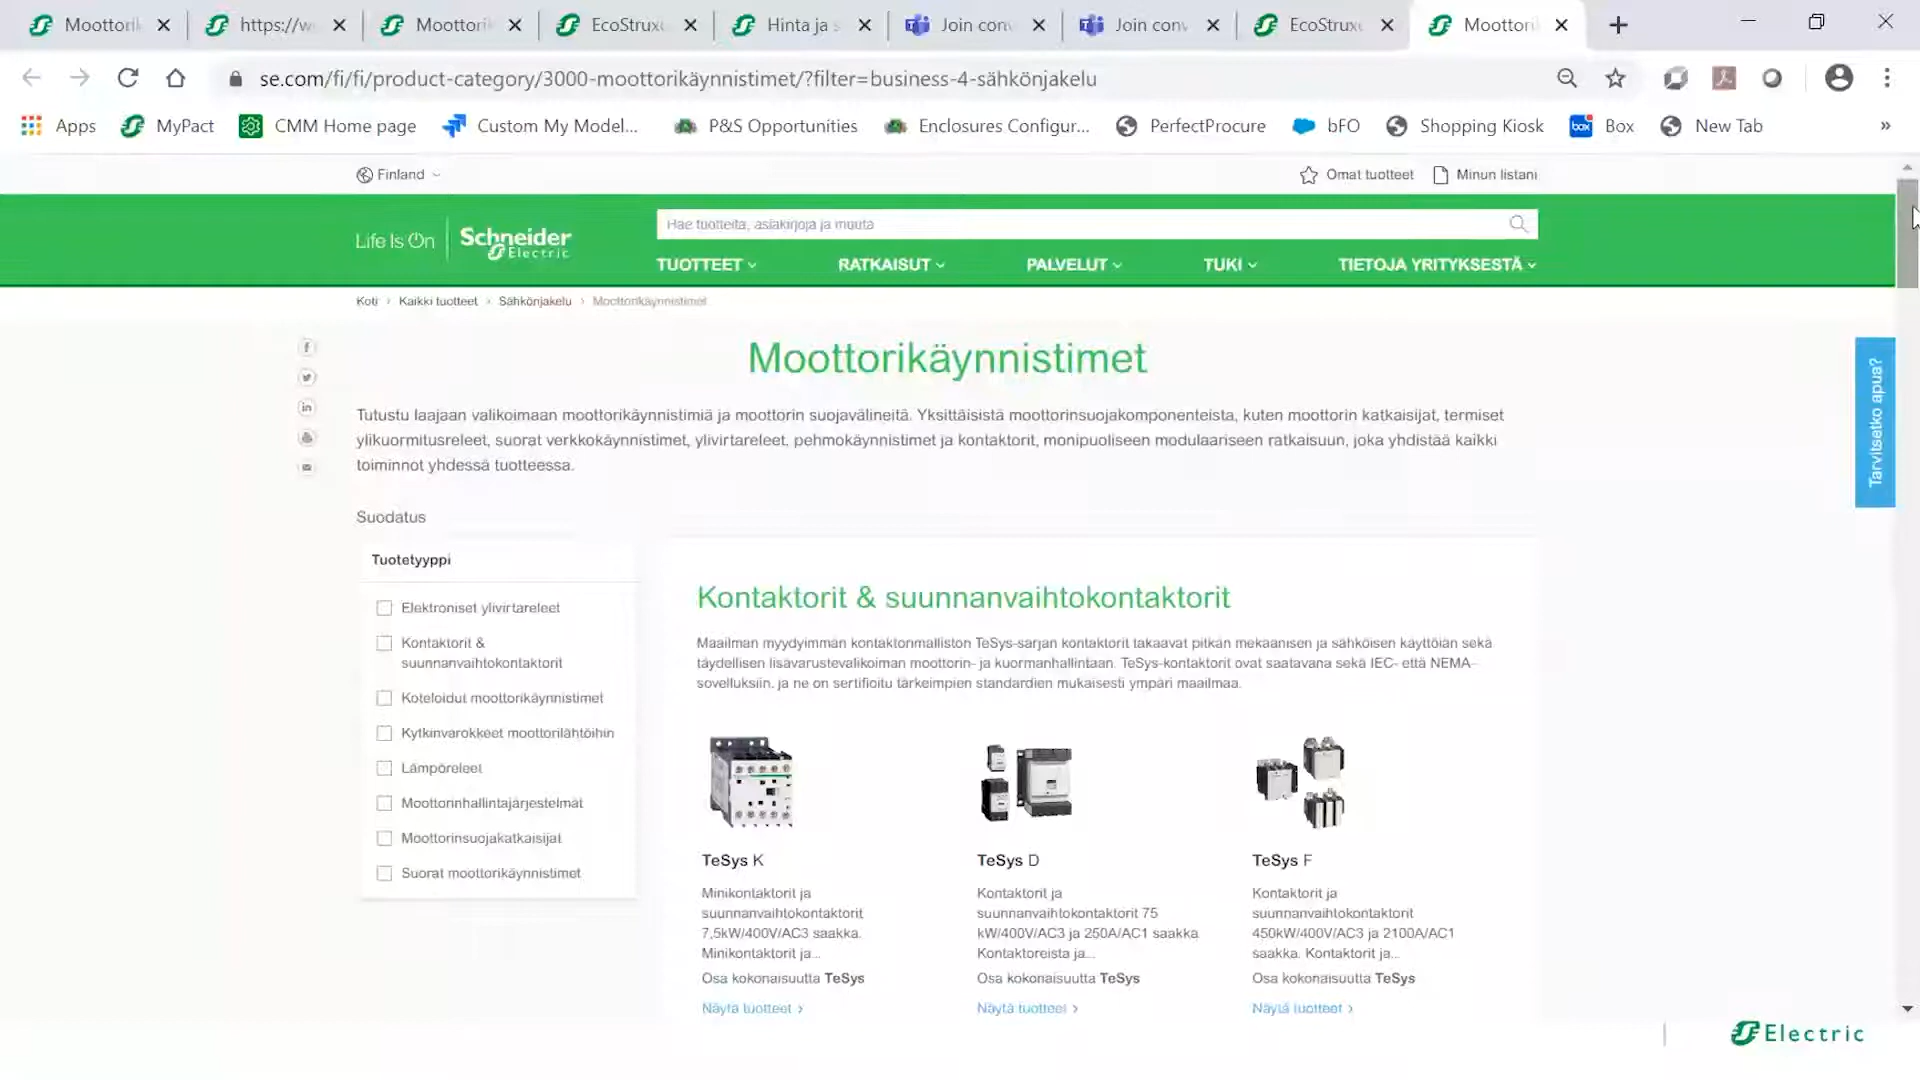 Moottorik
https://w
Moottorik
EcoStruxu
Hinta ja s
Join conv
Join conv
EcoStruxu
Moottorik
se.com/fi/fi/product-category/3000-moottorikäynnistimet/?filter=business-4-sähkönjakelu
Apps MyPact CMM Home page Custom My Model... P&S Opportunities Enclosures Configur... PerfectProcure bFO Shopping Kiosk Box New Tab »
Finland
Omat tuotteet Minun listani
Life Is On Schneider Electric
Hae tuotteita, asiakirjoja ja muuta
TUOTTEET RATKAISUT PALVELUT TUKI TIETOJA YRITYKSESTÄ
Koti › Kaikki tuotteet › Sähkönjakelu › Moottorikäynnistimet
Moottorikäynnistimet
Tutustu laajaan valikoimaan moottorikäynnistimiä ja moottorin suojavälineitä. Yksittäisistä moottorinsuojakomponenteista, kuten moottorin katkaisijat, termiset
ylikuormitusreleet, suorat verkkokäynnistimet, ylivirtareleet, pehmokäynnistimet ja kontaktorit, monipuoliseen modulaariseen ratkaisuun, joka yhdistää kaikki
toiminnot yhdessä tuotteessa.
Tarvitsetko apua?
Suodatus
Tuotetyyppi
Elektroniset ylivirtareleet
Kontaktorit &
suunnanvaihtokontaktorit
Koteloidut moottorikäynnistimet
Kytkinvarokkeet moottorilähtöihin
Lämpöreleet
Moottorinhallintajärjestelmät
Moottorinsuojakatkaisijat
Suorat moottorikäynnistimet
Kontaktorit & suunnanvaihtokontaktorit
Maailman myydyimmän kontaktorimalliston TeSys-sarjan kontaktorit takaavat pitkän mekaanisen ja sähköisen käyttöiän sekä
täydellisen lisävarustevalikoiman moottorin- ja kuormanhallintaan. TeSys-kontaktorit ovat saatavana sekä IEC- että NEMA-
sovelluksiin, ja ne on sertifioitu tärkeimpien standardien mukaisesti ympäri maailmaa.
TeSys K
Minikontaktorit ja
suunnanvaihtokontaktorit
7,5kW/400V/AC3 saakka.
Minikontaktorit ja...
Osa kokonaisuutta TeSys
Näytä tuotteet ›
TeSys D
Kontaktorit ja
suunnanvaihtokontaktorit 75
kW/400V/AC3 ja 250A/AC1 saakka
Kontaktoreista ja...
Osa kokonaisuutta TeSys
Näytä tuotteet ›
TeSys F
Kontaktorit ja
suunnanvaihtokontaktorit
450kW/400V/AC3 ja 2100A/AC1
saakka. Kontaktorit ja...
Osa kokonaisuutta TeSys
Näytä tuotteet ›
Electric